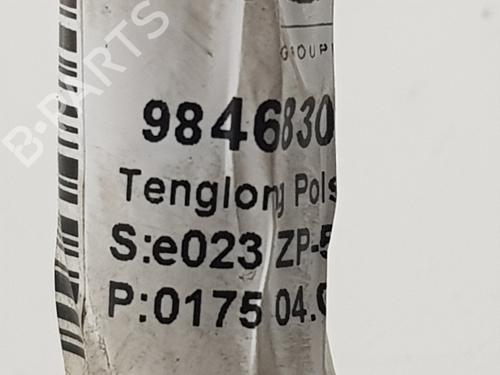 GROUP
9846830
Tenglong Pols
S:e023 ZP-5
P:0175 04.0
B-PARTS